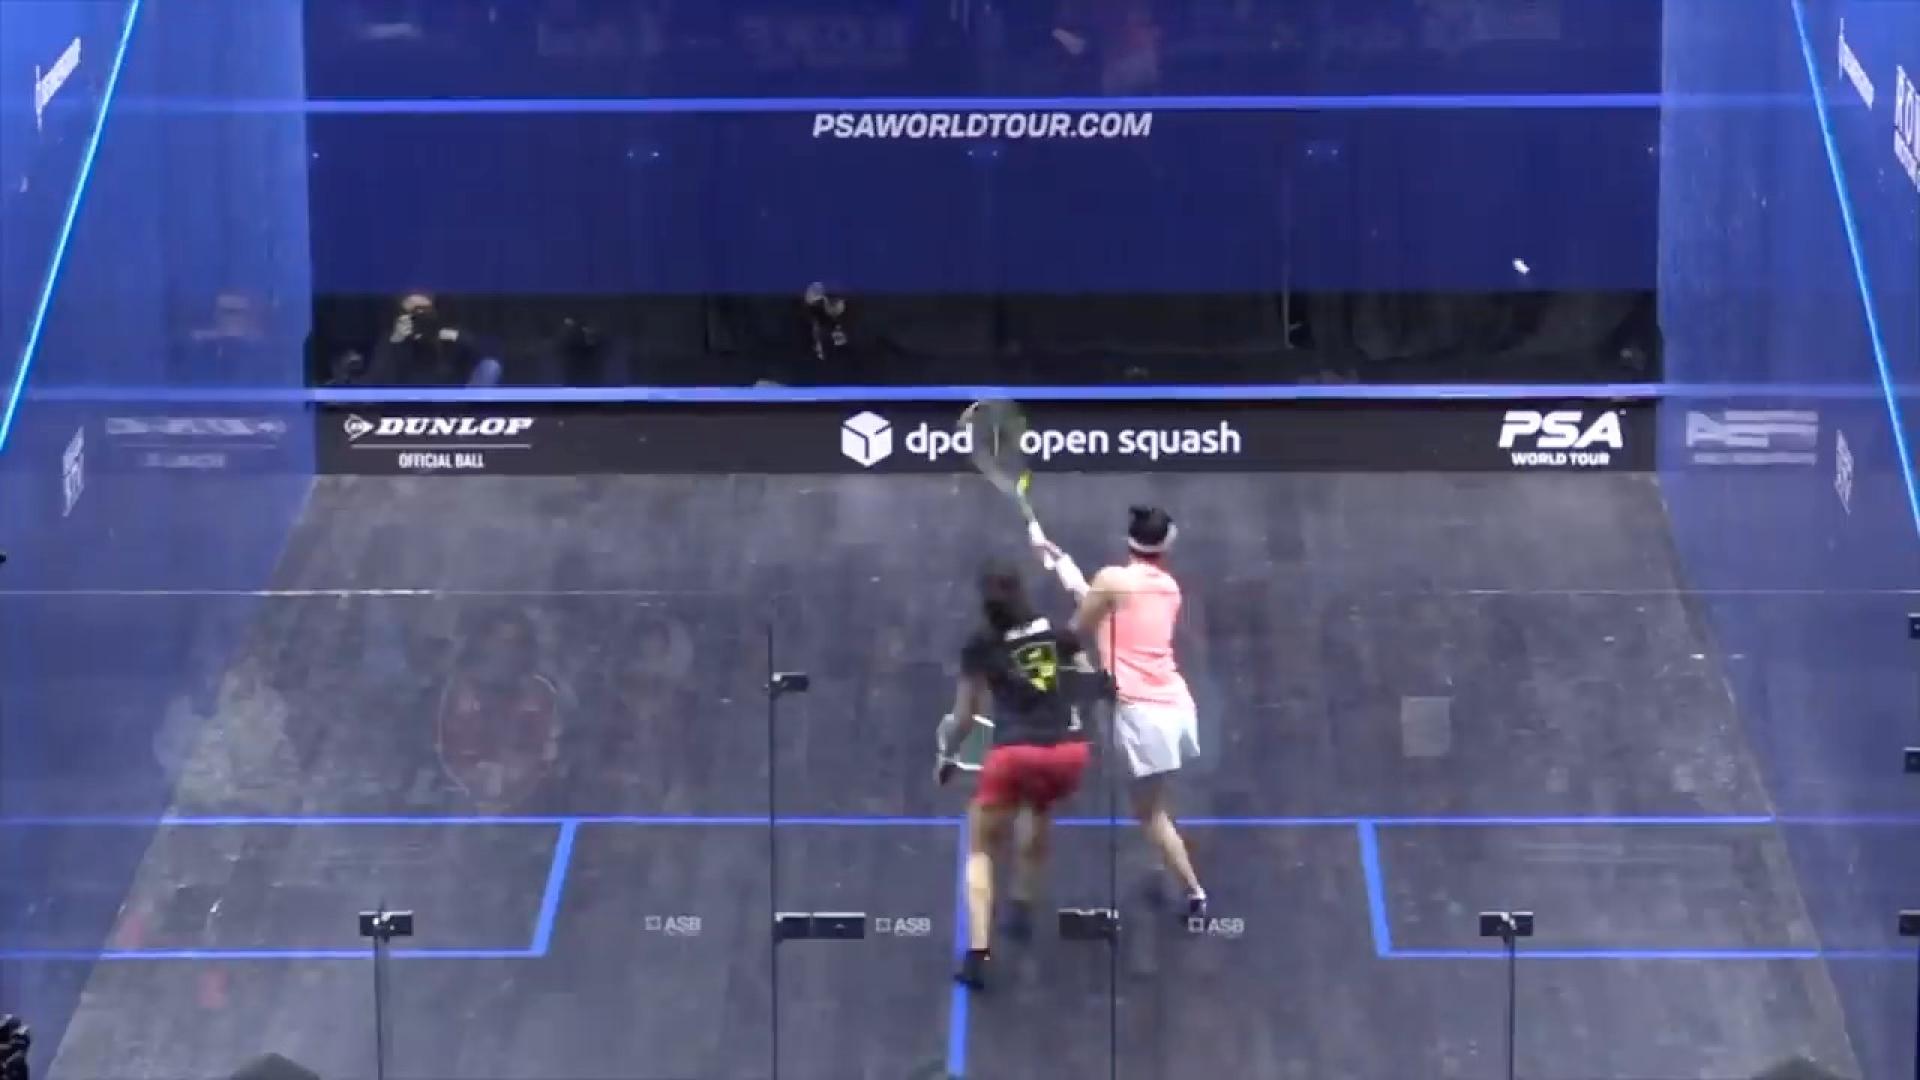 PSAWORLDTOUR.COM
DUNLOP
OFFICIAL BALL
dpd open squash
PSA
WORLD TOUR
ASB
ASB
ASB